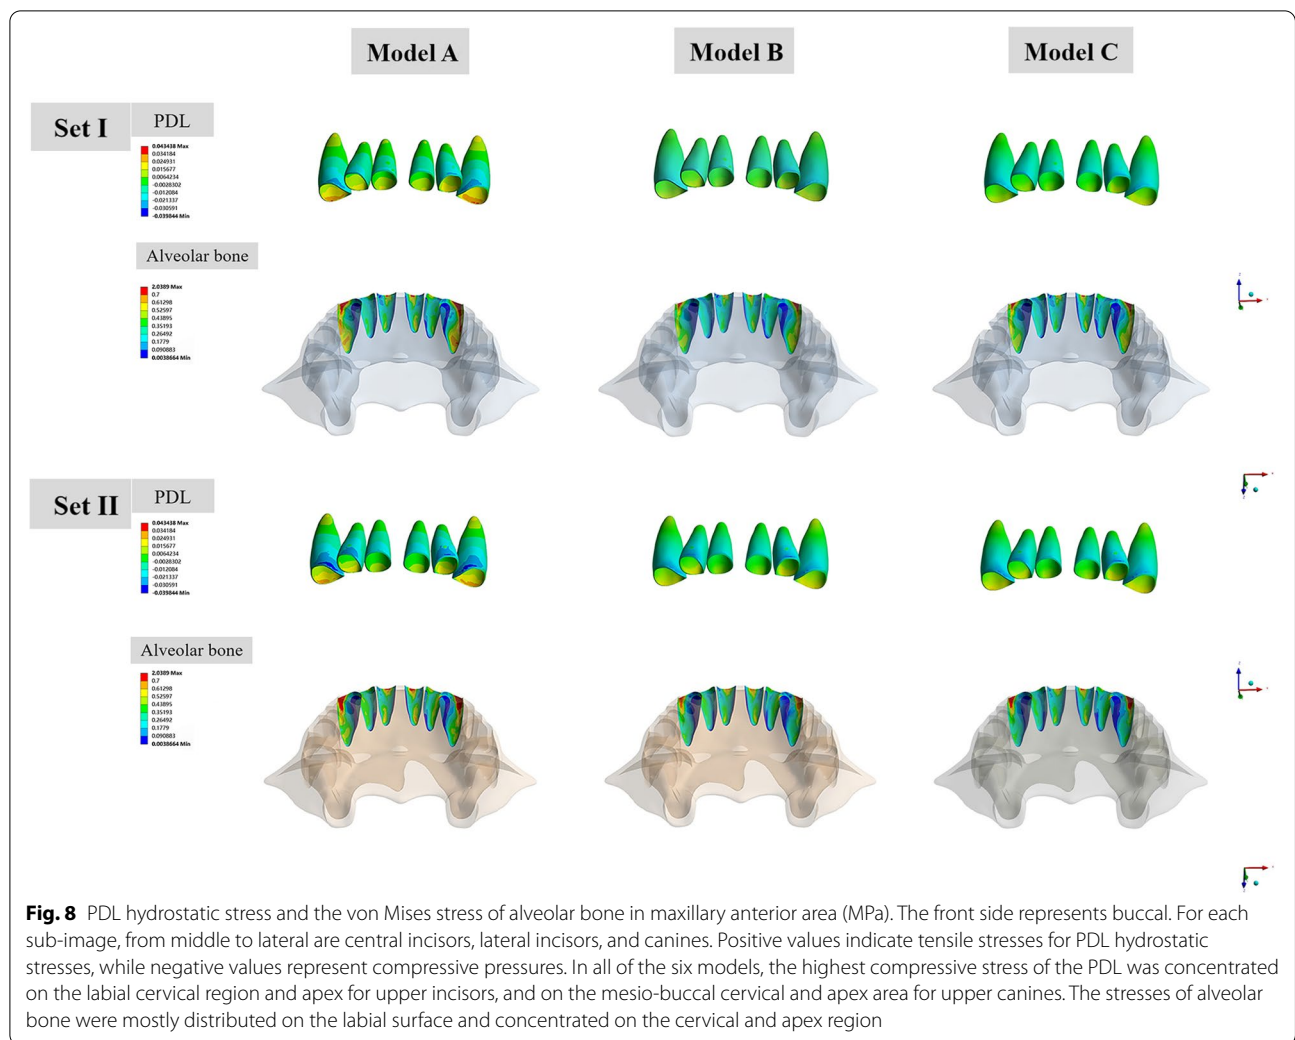 Model A
Model B
Model C
Set I
PDL
0.043438 Max
0.034184
0.024931
0.015677
0.0064234
-0.0028302
-0.012084
-0.021337
-0.030591
-0.039844 Min
Alveolar bone
2.0389 Max
0.7
0.61298
0.52597
0.43895
0.35193
0.26492
0.1779
0.090883
0.0038664 Min
Set II
PDL
0.043438 Max
0.034184
0.024931
0.015677
0.0064234
-0.0028302
-0.012084
-0.021337
-0.030591
-0.039844 Min
Alveolar bone
2.0389 Max
0.7
0.61298
0.52597
0.43895
0.35193
0.26492
0.1779
0.090883
0.0038664 Min
Fig. 8 PDL hydrostatic stress and the von Mises stress of alveolar bone in maxillary anterior area (MPa). The front side represents buccal. For each
sub-image, from middle to lateral are central incisors, lateral incisors, and canines. Positive values indicate tensile stresses for PDL hydrostatic
stresses, while negative values represent compressive pressures. In all of the six models, the highest compressive stress of the PDL was concentrated
on the labial cervical region and apex for upper incisors, and on the mesio-buccal cervical and apex area for upper canines. The stresses of alveolar
bone were mostly distributed on the labial surface and concentrated on the cervical and apex region